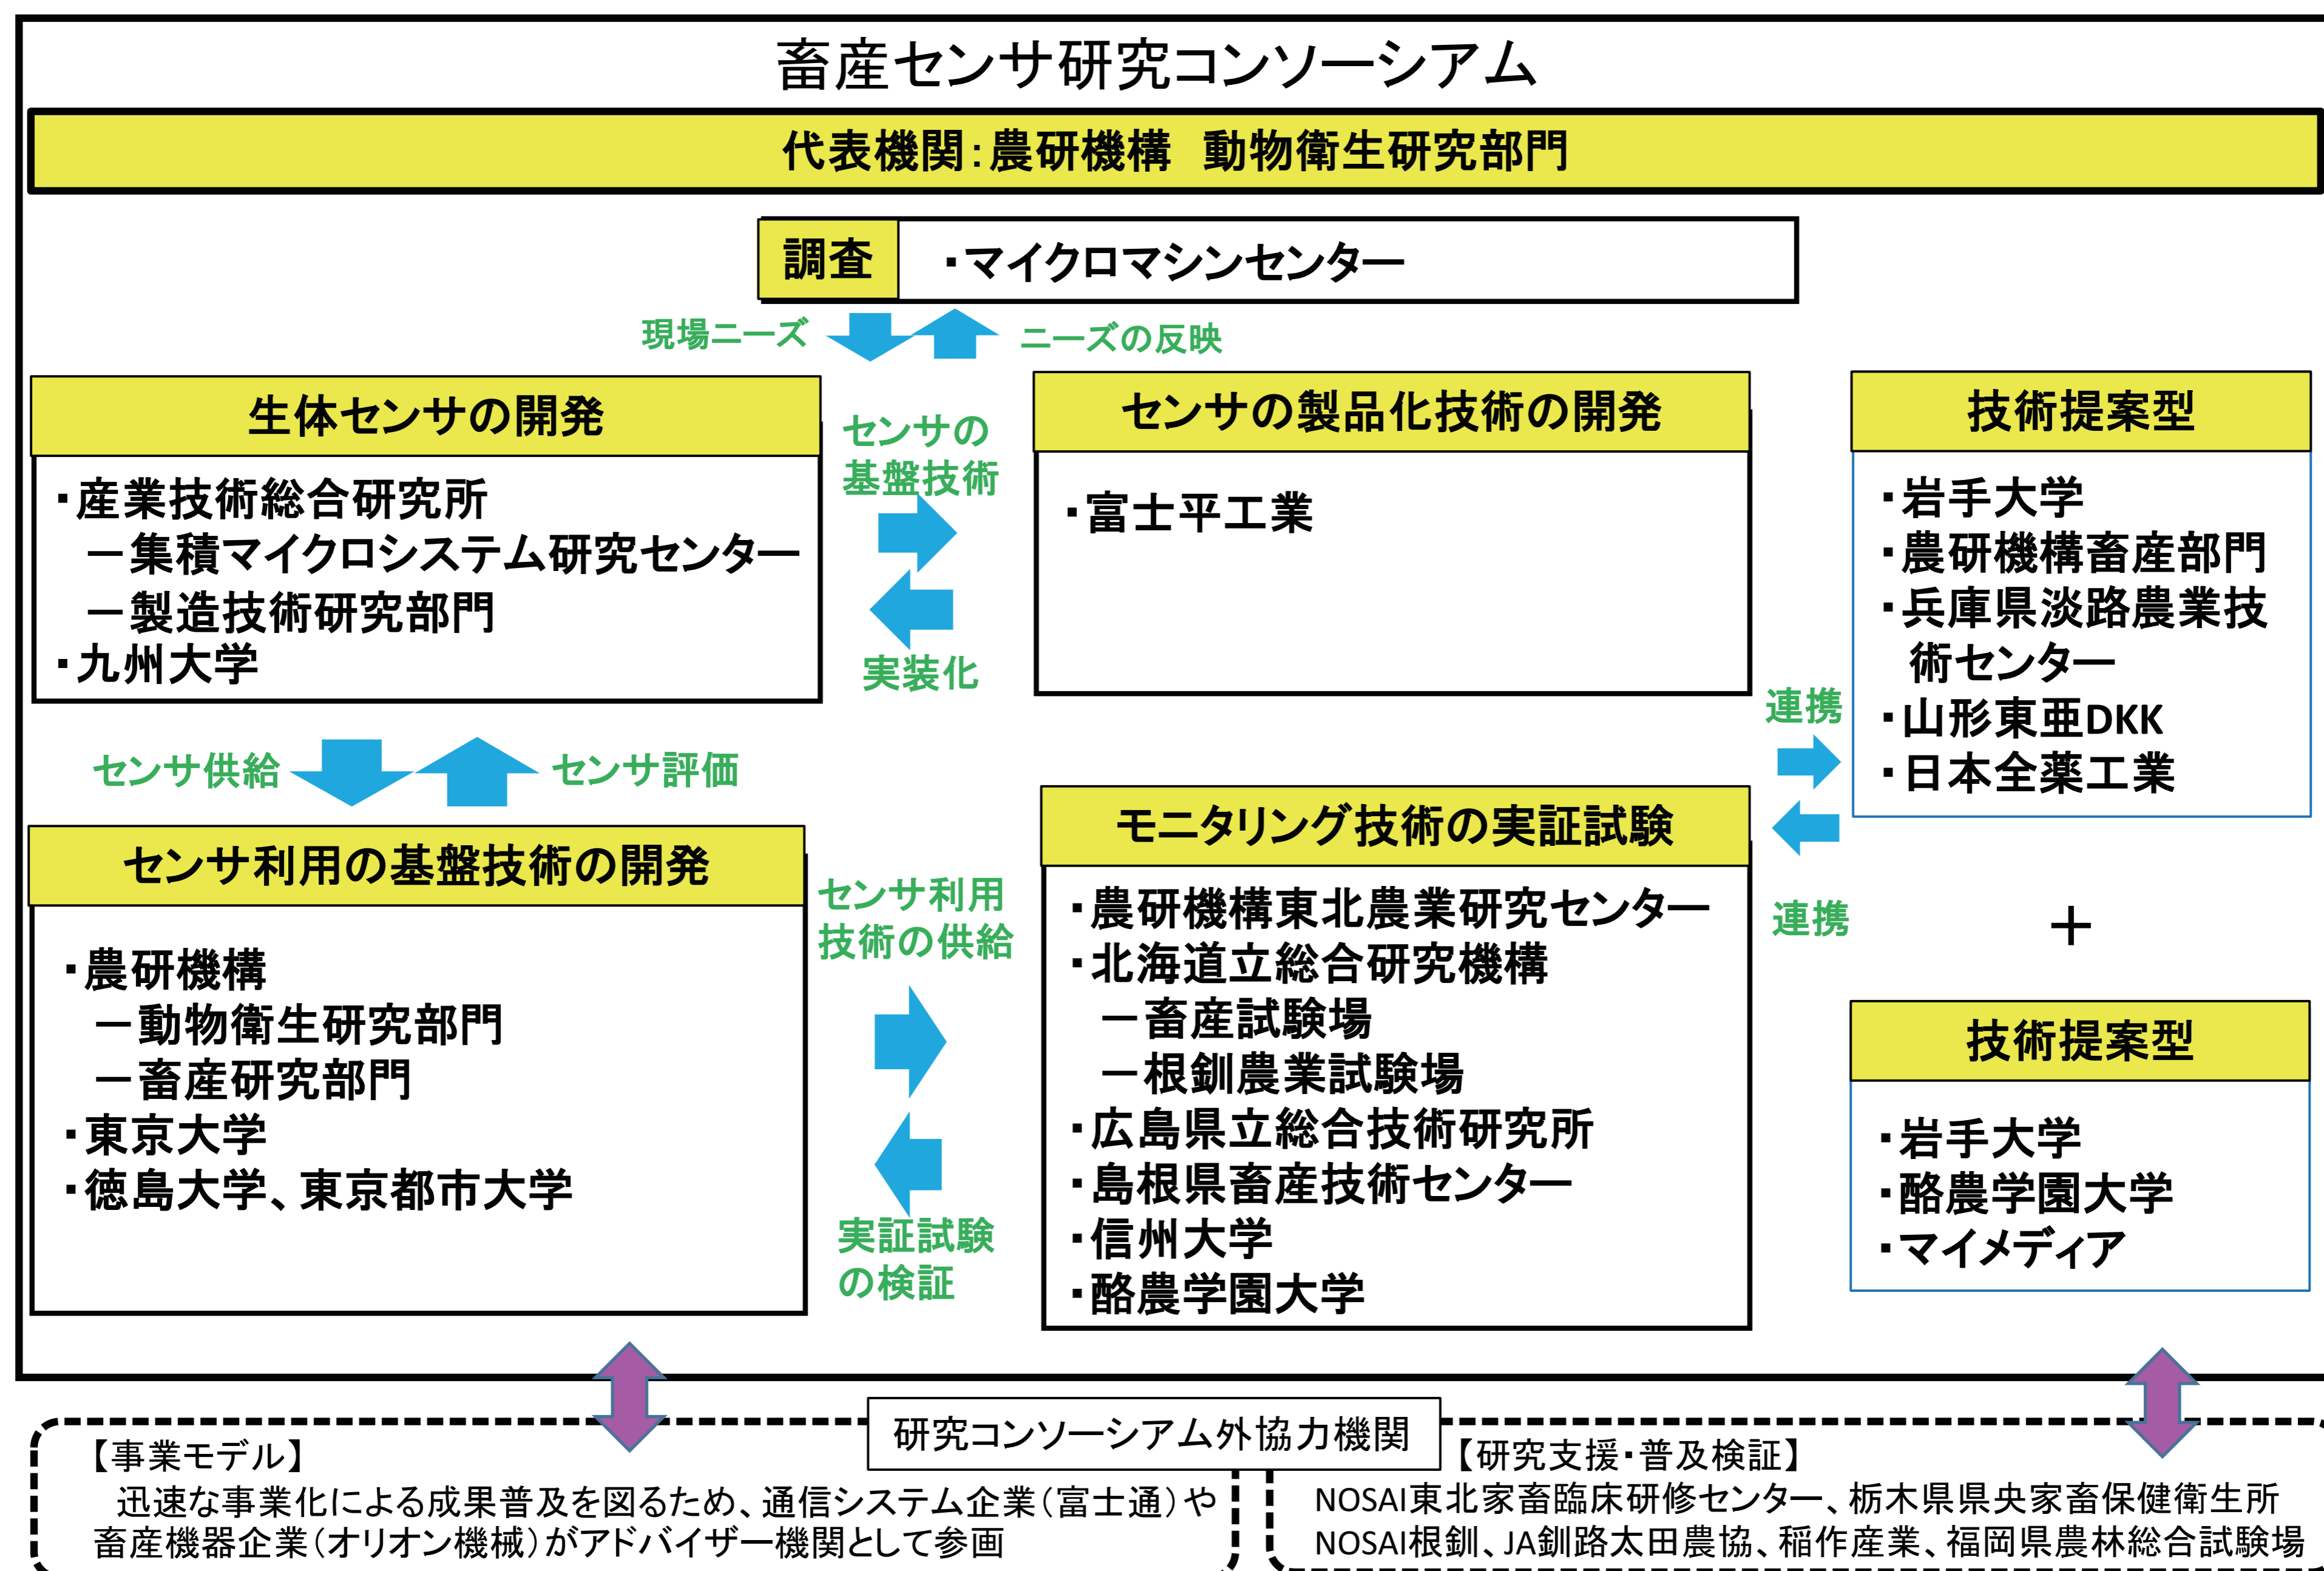 畜産センサ研究コンソーシアム
代表機関：農研機構　動物衛生研究部門
調査
・マイクロマシンセンター
現場ニーズ
ニーズの反映
生体センサの開発
・産業技術総合研究所
－集積マイクロシステム研究センター
－製造技術研究部門
・九州大学
センサの
基盤技術
実装化
センサの製品化技術の開発
・富士平工業
技術提案型
・岩手大学
・農研機構畜産部門
・兵庫県淡路農業技
術センター
・山形東亜DKK
・日本全薬工業
センサ供給
センサ評価
連携
連携
センサ利用の基盤技術の開発
・農研機構
－動物衛生研究部門
－畜産研究部門
・東京大学
・徳島大学、東京都市大学
センサ利用
技術の供給
実証試験
の検証
モニタリング技術の実証試験
・農研機構東北農業研究センター
・北海道立総合研究機構
－畜産試験場
－根釧農業試験場
・広島県立総合技術研究所
・島根県畜産技術センター
・信州大学
・酪農学園大学
＋
技術提案型
・岩手大学
・酪農学園大学
・マイメディア
研究コンソーシアム外協力機関
【事業モデル】
迅速な事業化による成果普及を図るため、通信システム企業（富士通）や
畜産機器企業（オリオン機械）がアドバイザー機関として参画
【研究支援・普及検証】
NOSAI東北家畜臨床研修センター、栃木県県央家畜保健衛生所
NOSAI根釧、JA釧路太田農協、稲作産業、福岡県農林総合試験場